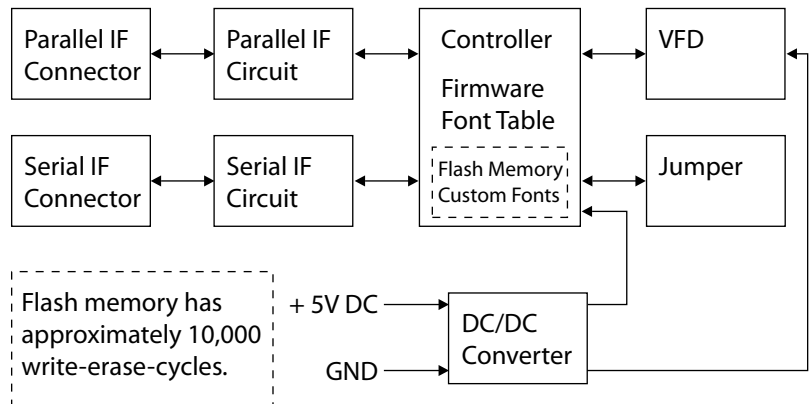 Parallel IF
Connector
Parallel IF
Circuit
Controller
Firmware
Font Table
Flash Memory
Custom Fonts
VFD
Serial IF
Connector
Serial IF
Circuit
Jumper
Flash memory has
approximately 10,000
write-erase-cycles.
+ 5V DC
GND
DC/DC
Converter